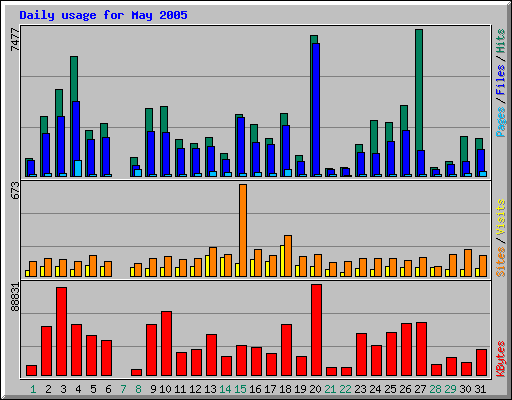 Daily usage for May 2005
7477
Pages / Files / Hits
673
Sites / Visits
88831
KBytes
1 2 3 4 5 6 7 8 9 10 11 12 13 14 15 16 17 18 19 20 21 22 23 24 25 26 27 28 29 30 31